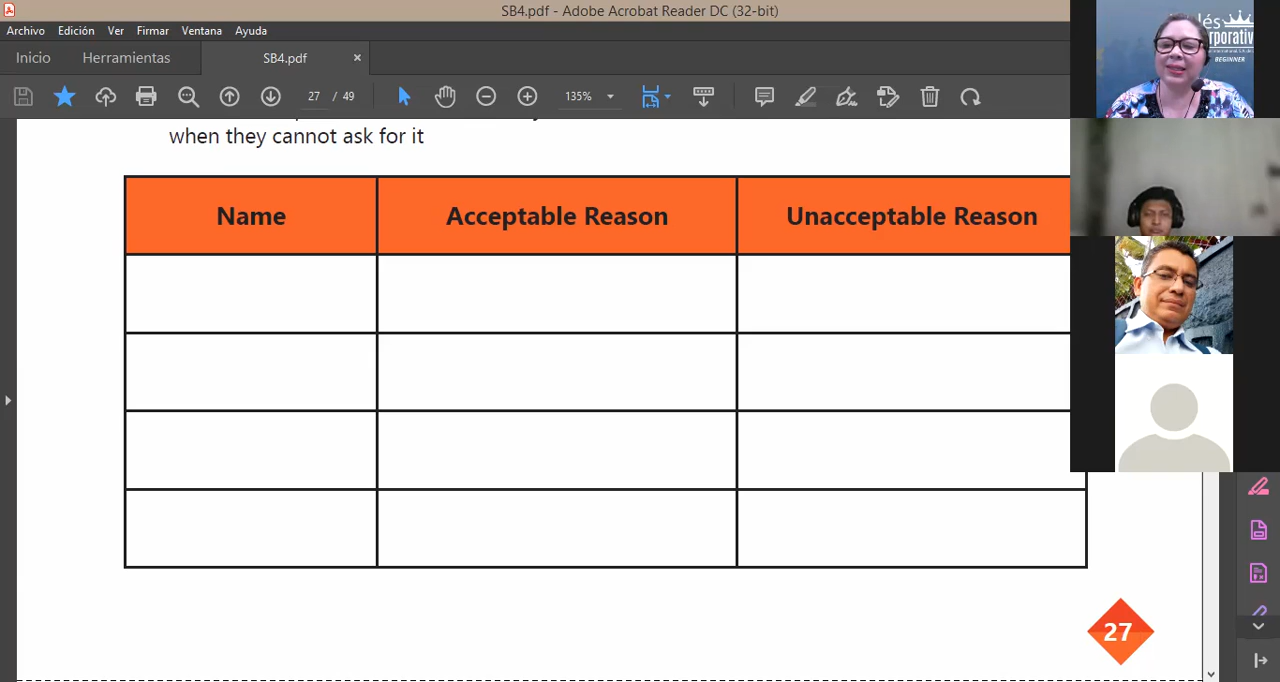 SB4.pdf - Adobe Acrobat Reader DC (32-bit)
Archivo Edición Ver Firmar Ventana Ayuda
Inicio Herramientas SB4.pdf ×
27 / 49 135%
when they cannot ask for it
Name Acceptable Reason Unacceptable Reason
27
BEGINNER